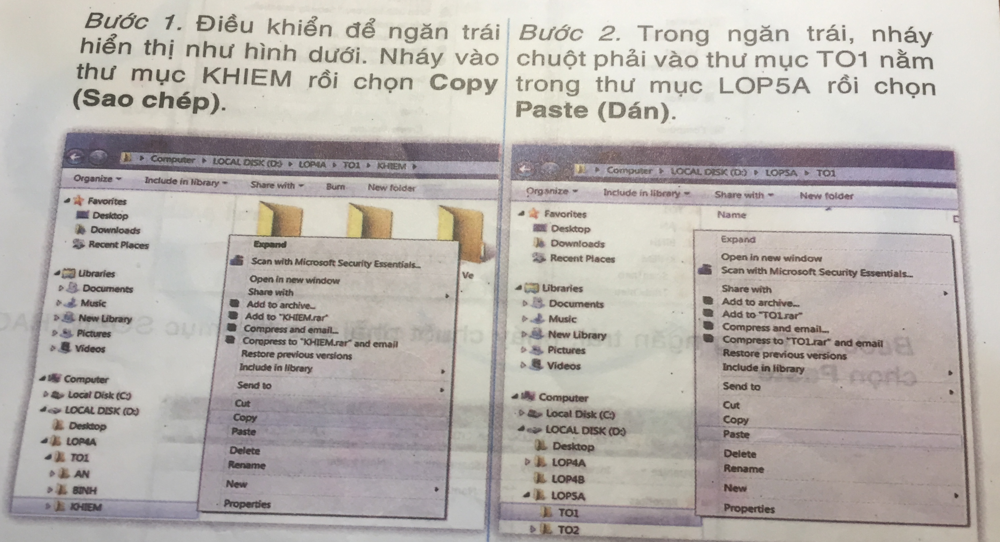 Bước 1. Điều khiển để ngăn trái
hiển thị như hình dưới. Nháy vào
thư mục KHIEM rồi chọn Copy
(Sao chép).
Computer LOCAL DISK (D:) LOP4A TO1 KHIEM
Organize Include in library Share with Burn New folder
Favorites
Desktop
Downloads
Recent Places
Libraries
Documents
Music
New Library
Pictures
Videos
Computer
Local Disk (C:)
LOCAL DISK (D:)
Desktop
LOP4A
TO1
AN
BINH
KHIEM
Ve
Expand
Scan with Microsoft Security Essentials...
Open in new window
Share with
Add to archive...
Add to "KHIEM.rar"
Compress and email...
Compress to "KHIEM.rar" and email
Restore previous versions
Include in library
Send to
Cut
Copy
Paste
Delete
Rename
New
Properties
Bước 2. Trong ngăn trái, nháy
chuột phải vào thư mục TO1 nằm
trong thư mục LOP5A rồi chọn
Paste (Dán).
Computer LOCAL DISK (D:) LOP5A TO1
Organize Include in library Share with New folder
Name
Favorites
Desktop
Downloads
Recent Places
Libraries
Documents
Music
New Library
Pictures
Videos
Computer
Local Disk (C:)
LOCAL DISK (D:)
Desktop
LOP4A
LOP4B
LOP5A
TO1
TO2
Expand
Open in new window
Scan with Microsoft Security Essentials...
Share with
Add to archive...
Add to "TO1.rar"
Compress and email...
Compress to "TO1.rar" and email
Restore previous versions
Include in library
Send to
Cut
Copy
Paste
Delete
Rename
New
Properties